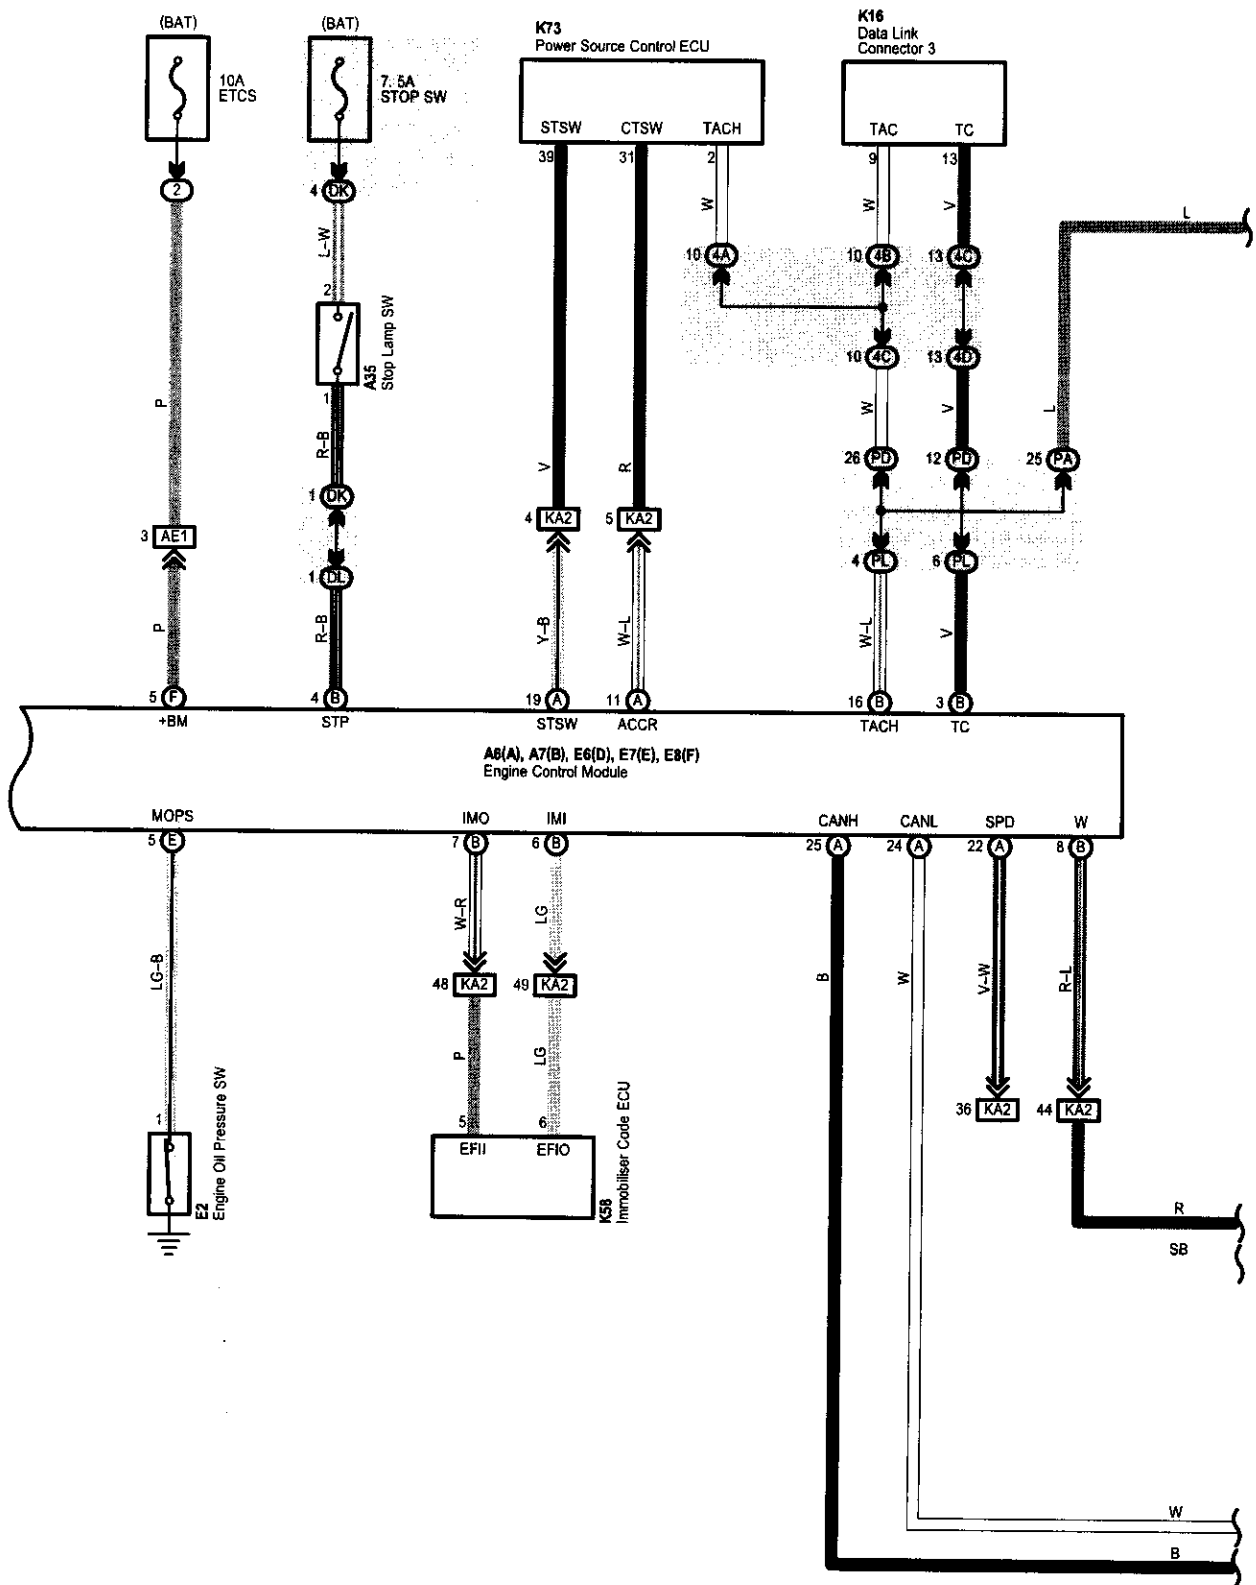 (BAT)
(BAT)
K73
Power Source Control ECU
K16
Data Link
Connector 3
10A
ETCS
7. 5A
STOP SW
STSW CTSW TACH
TAC TC
39 31 2
9 13
2
4 DK
L-W
W
W
V
L
10 4A
10 4B
13 4C
2
Stop Lamp SW
A35
1
10 4C
13 4D
P
R-B
V
R
W
V
L
26 PD
12 PD
25 PA
1 DK
3 AE1
4 KA2
5 KA2
1 DL
4 PL
6 PL
P
R-B
Y-B
W-L
W-L
V
5 F
4 B
19 A
11 A
16 B
3 B
+BM
STP
STSW
ACCR
TACH
TC
A6(A), A7(B), E6(D), E7(E), E8(F)
Engine Control Module
MOPS
IMO
IMI
CANH
CANL
SPD
W
5 E
7 B
6 B
25 A
24 A
22 A
8 B
LG-B
W-R
LG
B
W
V-W
R-L
48 KA2
49 KA2
P
LG
36 KA2
44 KA2
1
5
6
EFII
EFIO
E2
Engine Oil Pressure SW
K58
Immobiliser Code ECU
R
SB
W
B